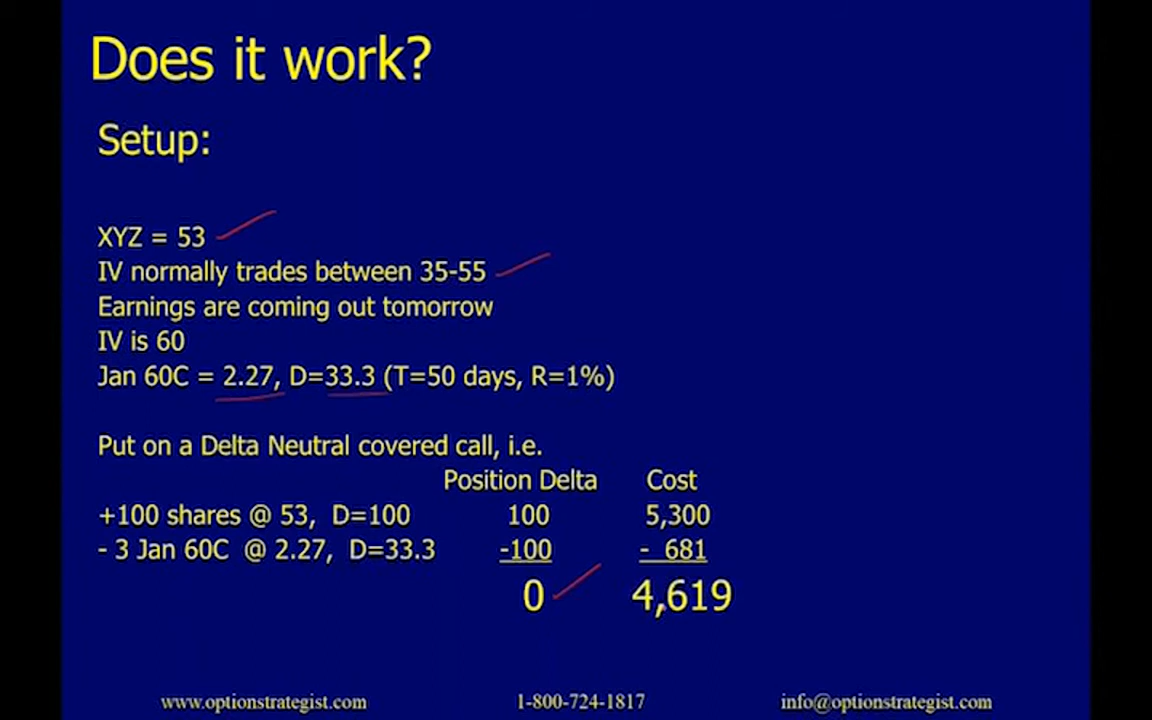 Does it work?
Setup:
XYZ = 53
IV normally trades between 35-55
Earnings are coming out tomorrow
IV is 60
Jan 60C = 2.27, D=33.3 (T=50 days, R=1%)
Put on a Delta Neutral covered call, i.e.
Position Delta Cost
+100 shares @ 53, D=100 100 5,300
- 3 Jan 60C @ 2.27, D=33.3 -100 - 681
0 4,619
www.optionstrategist.com 1-800-724-1817 info@optionstrategist.com